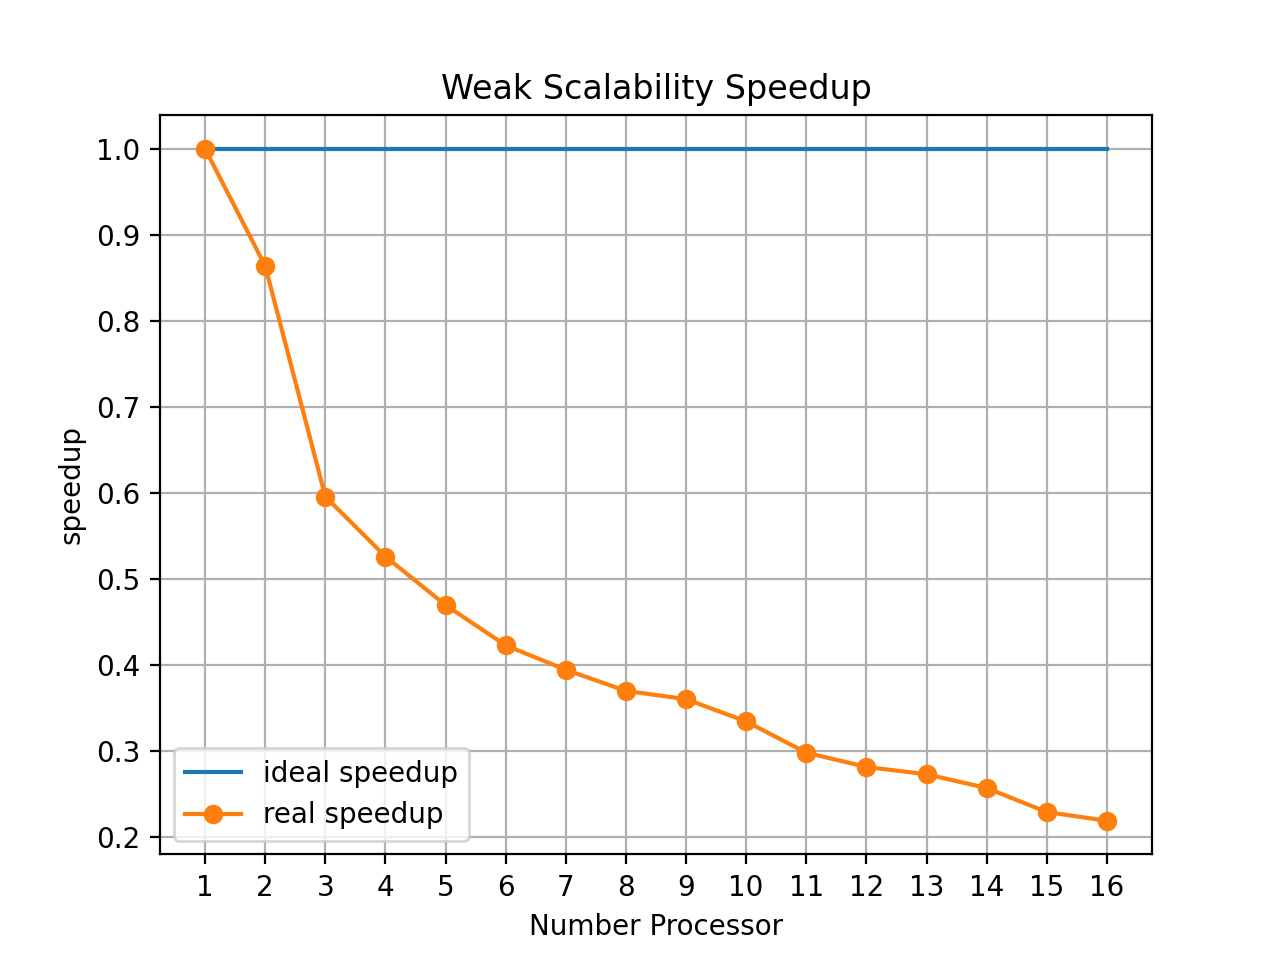 Weak Scalability Speedup
1.0
0.9
0.8
0.7
0.6
0.5
0.4
0.3
0.2
speedup
ideal speedup
real speedup
1 2 3 4 5 6 7 8 9 10 11 12 13 14 15 16
Number Processor